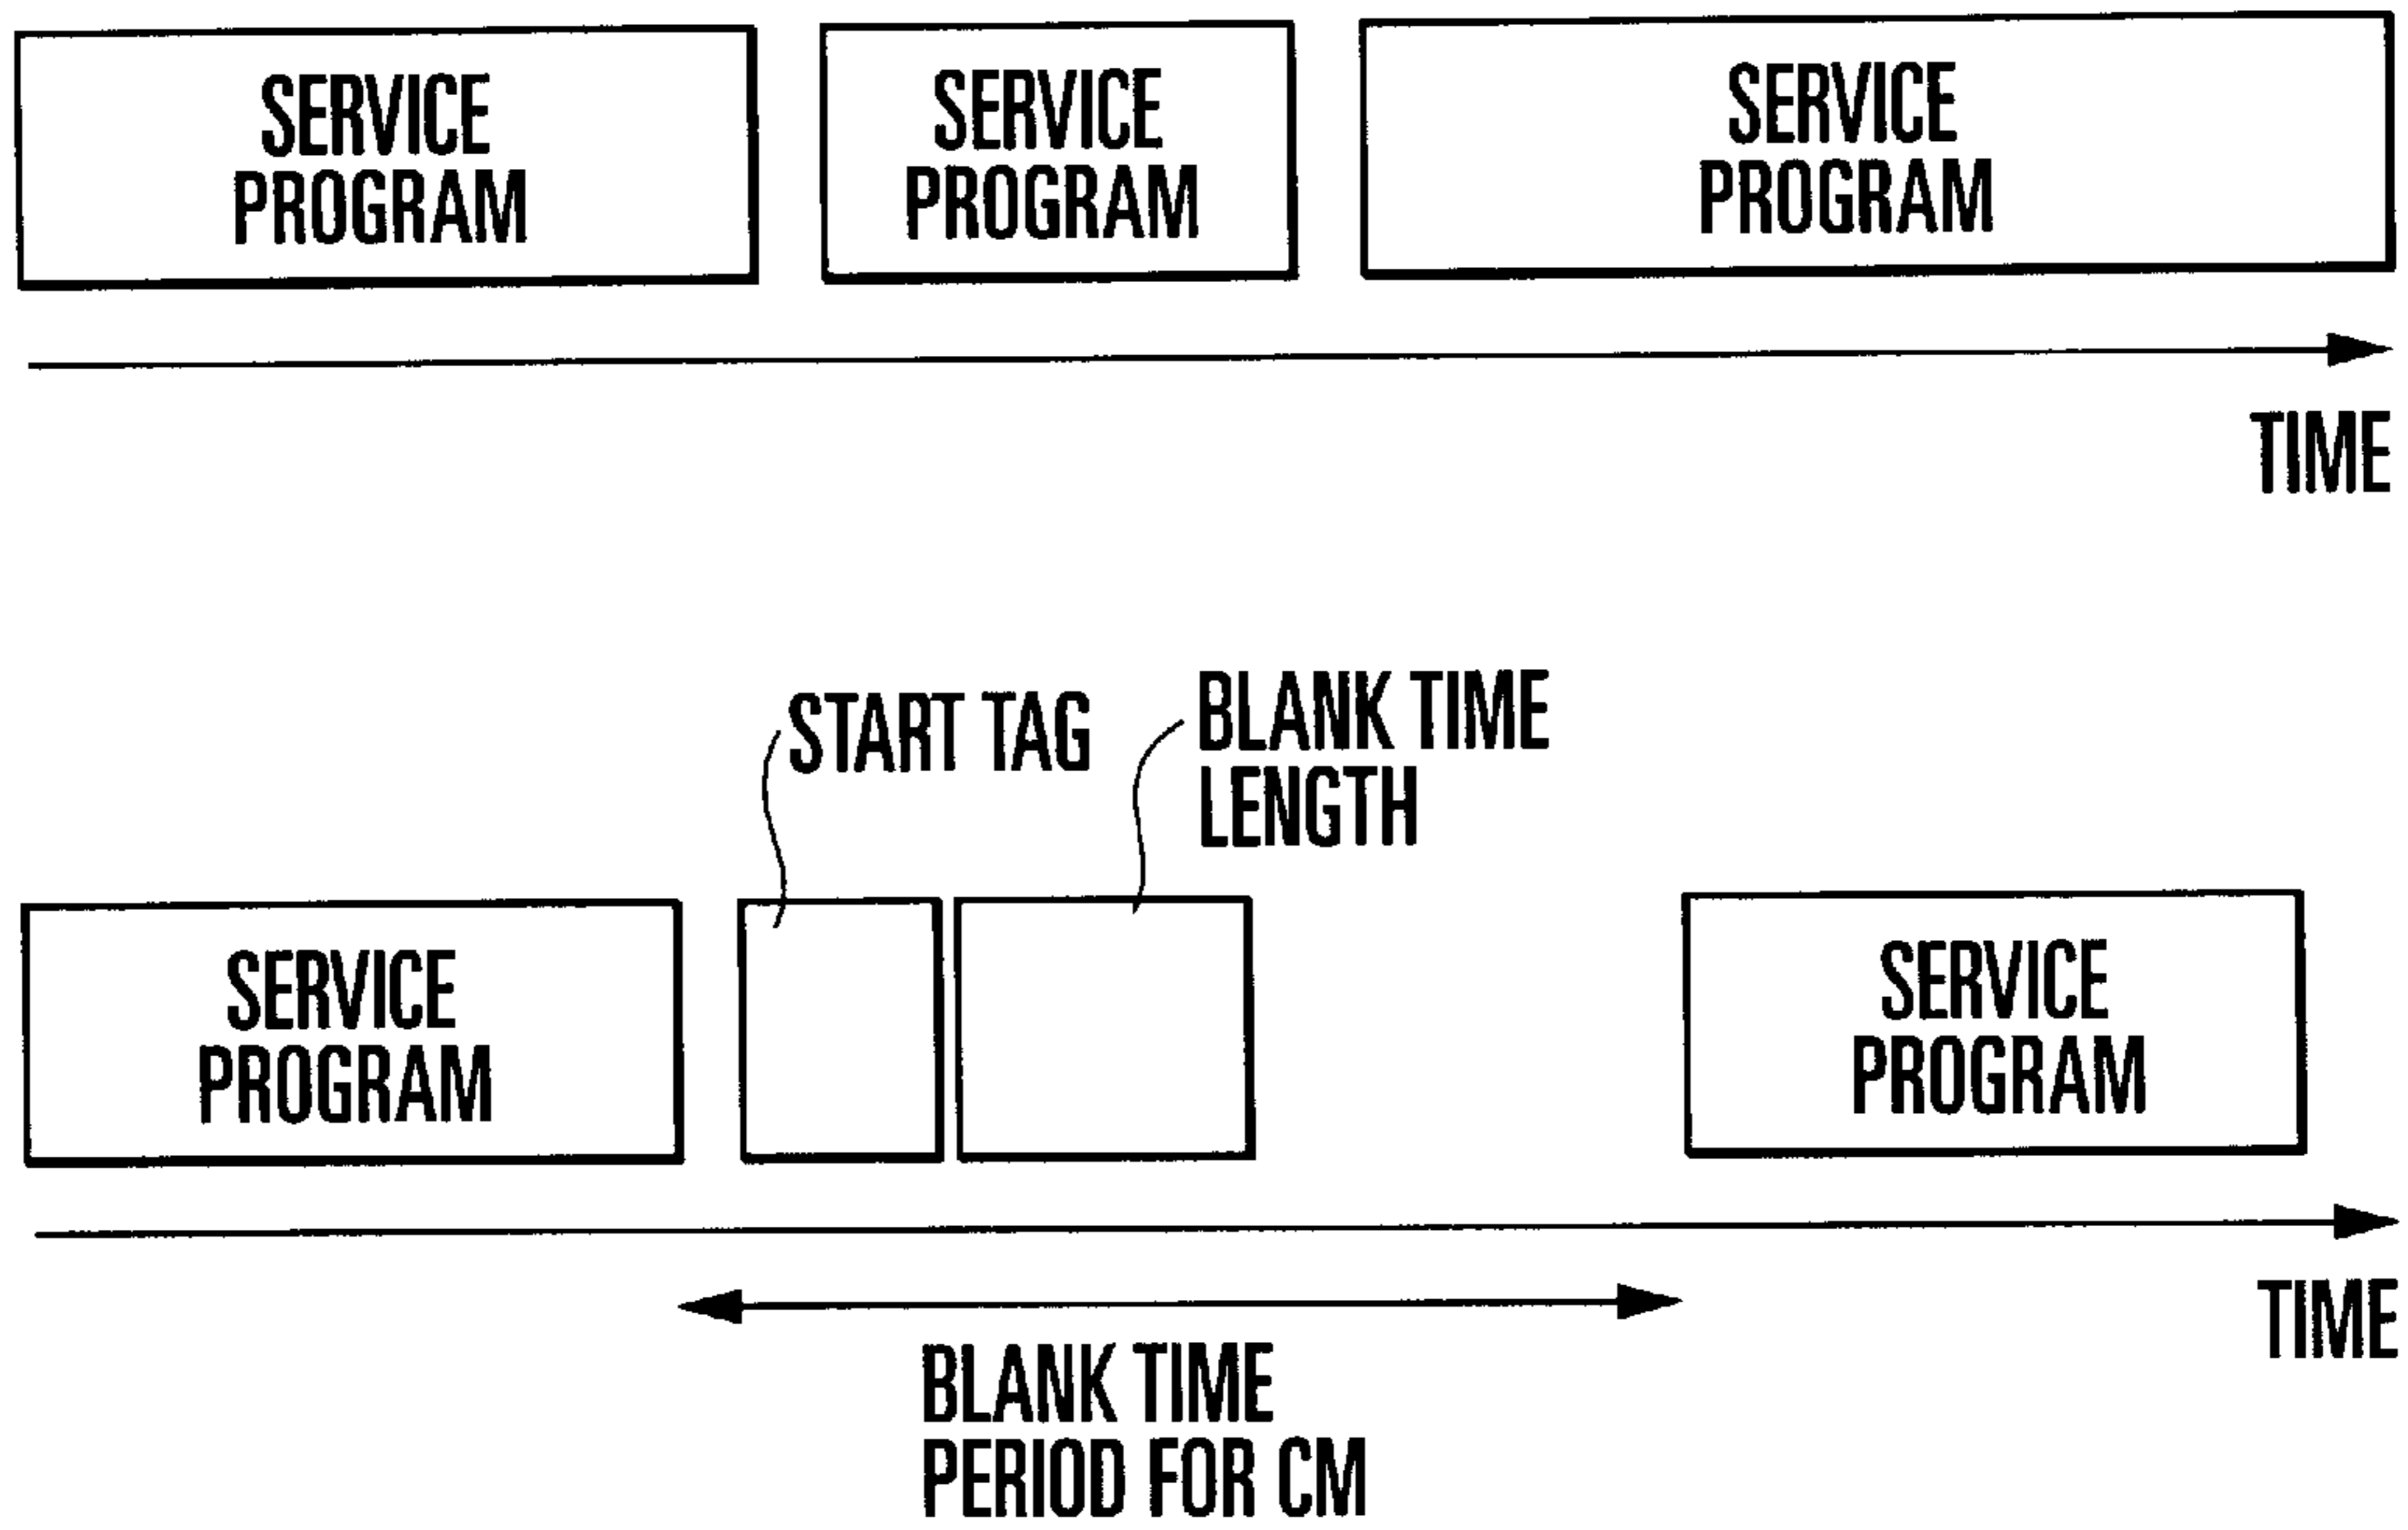 SERVICE
PROGRAM
SERVICE
PROGRAM
SERVICE
PROGRAM
TIME
START TAG
BLANK TIME
LENGTH
SERVICE
PROGRAM
SERVICE
PROGRAM
TIME
BLANK TIME
PERIOD FOR CM